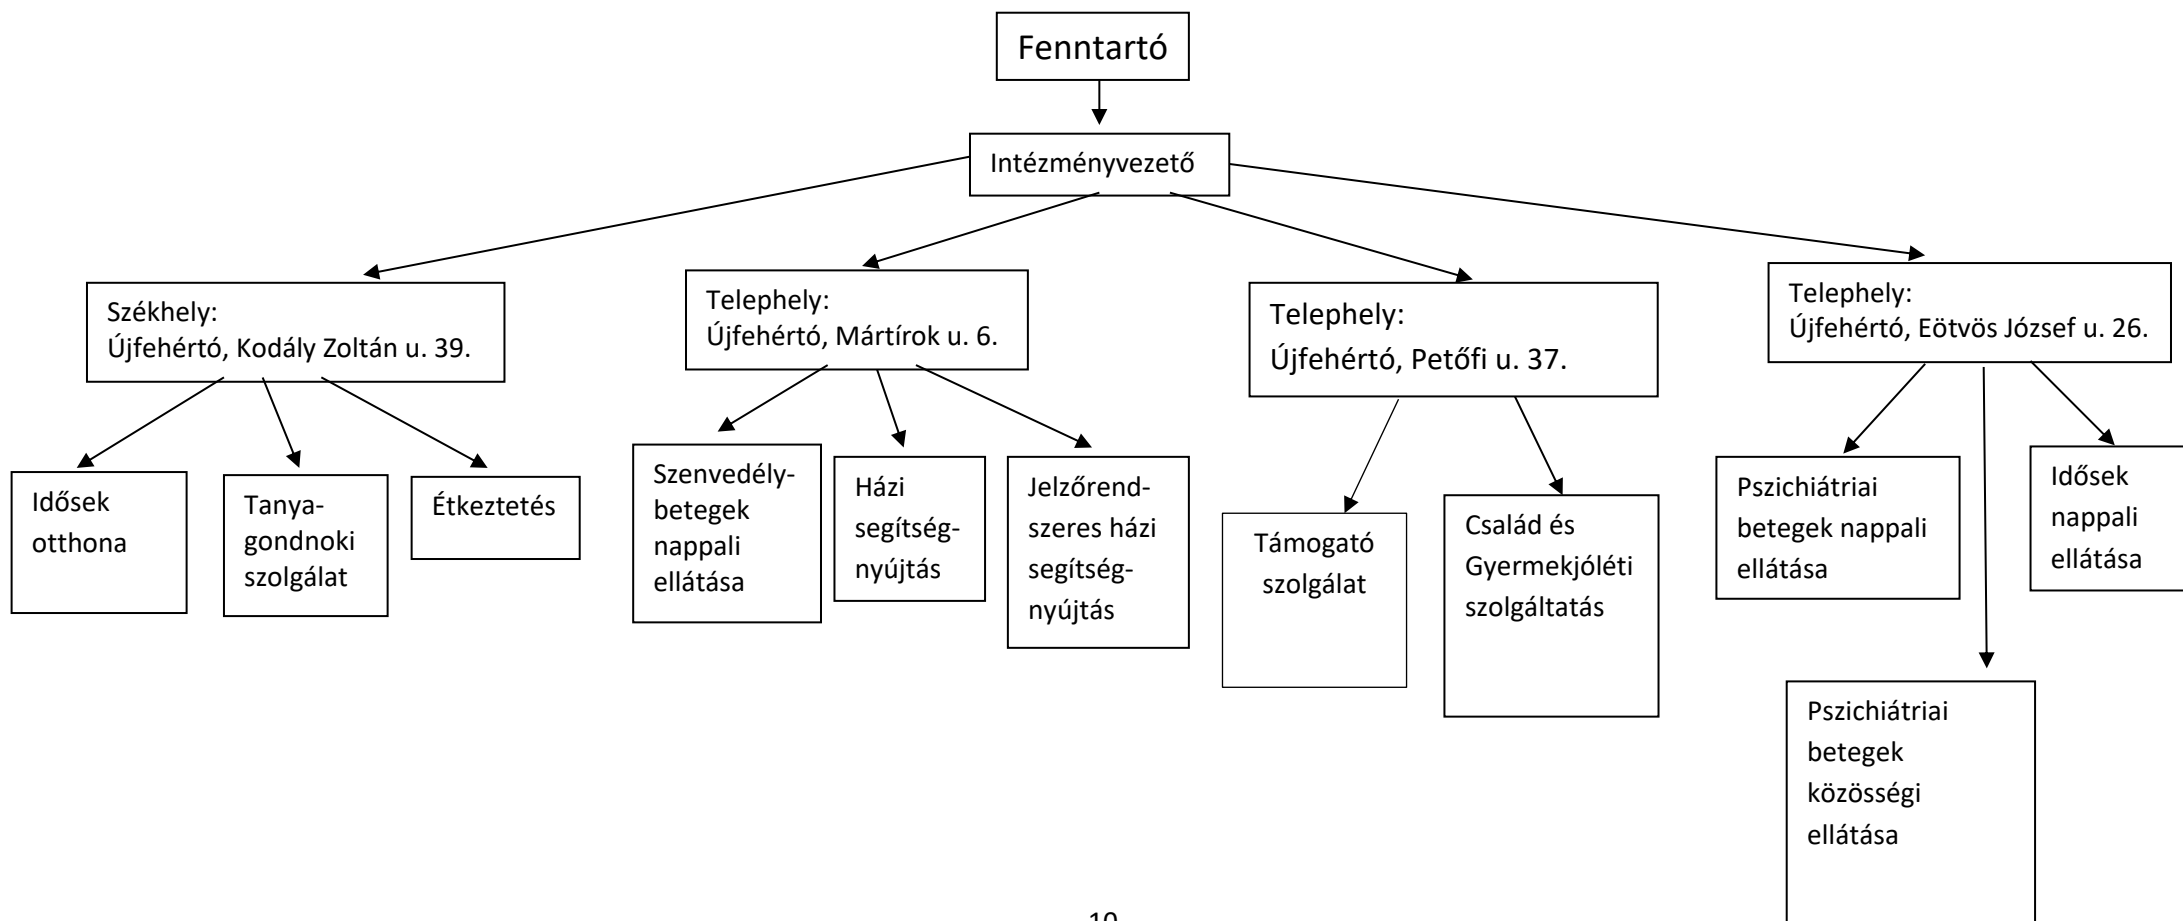 Fenntartó
Intézményvezető
Székhely:
Újfehértó, Kodály Zoltán u. 39.
Telephely:
Újfehértó, Mártírok u. 6.
Telephely:
Újfehértó, Petőfi u. 37.
Telephely:
Újfehértó, Eötvös József u. 26.
Idősek
otthona
Tanya-
gondnoki
szolgálat
Étkeztetés
Szenvedély-
betegek
nappali
ellátása
Házi
segítség-
nyújtás
Jelzőrend-
szeres házi
segítség-
nyújtás
Támogató
szolgálat
Család és
Gyermekjóléti
szolgáltatás
Pszichiátriai
betegek nappali
ellátása
Idősek
nappali
ellátása
Pszichiátriai
betegek
közösségi
ellátása
10